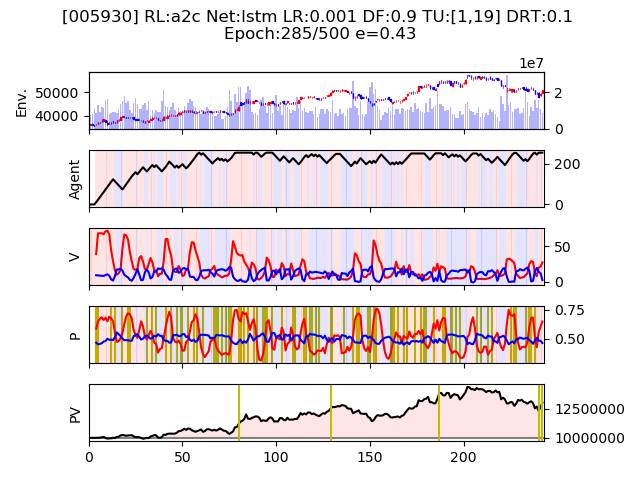 [005930] RL:a2c Net:lstm LR:0.001 DF:0.9 TU:[1,19] DRT:0.1
Epoch:285/500 e=0.43
1e7
Env.
50000
40000
2
0
Agent
200
0
V
50
0
P
0.75
0.50
PV
12500000
10000000
0
50
100
150
200